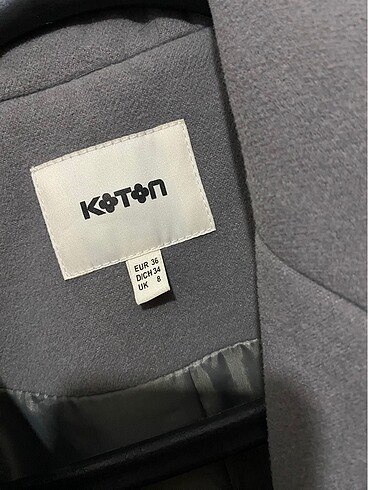 KOTON
EUR 36
D/CH 34
UK 8